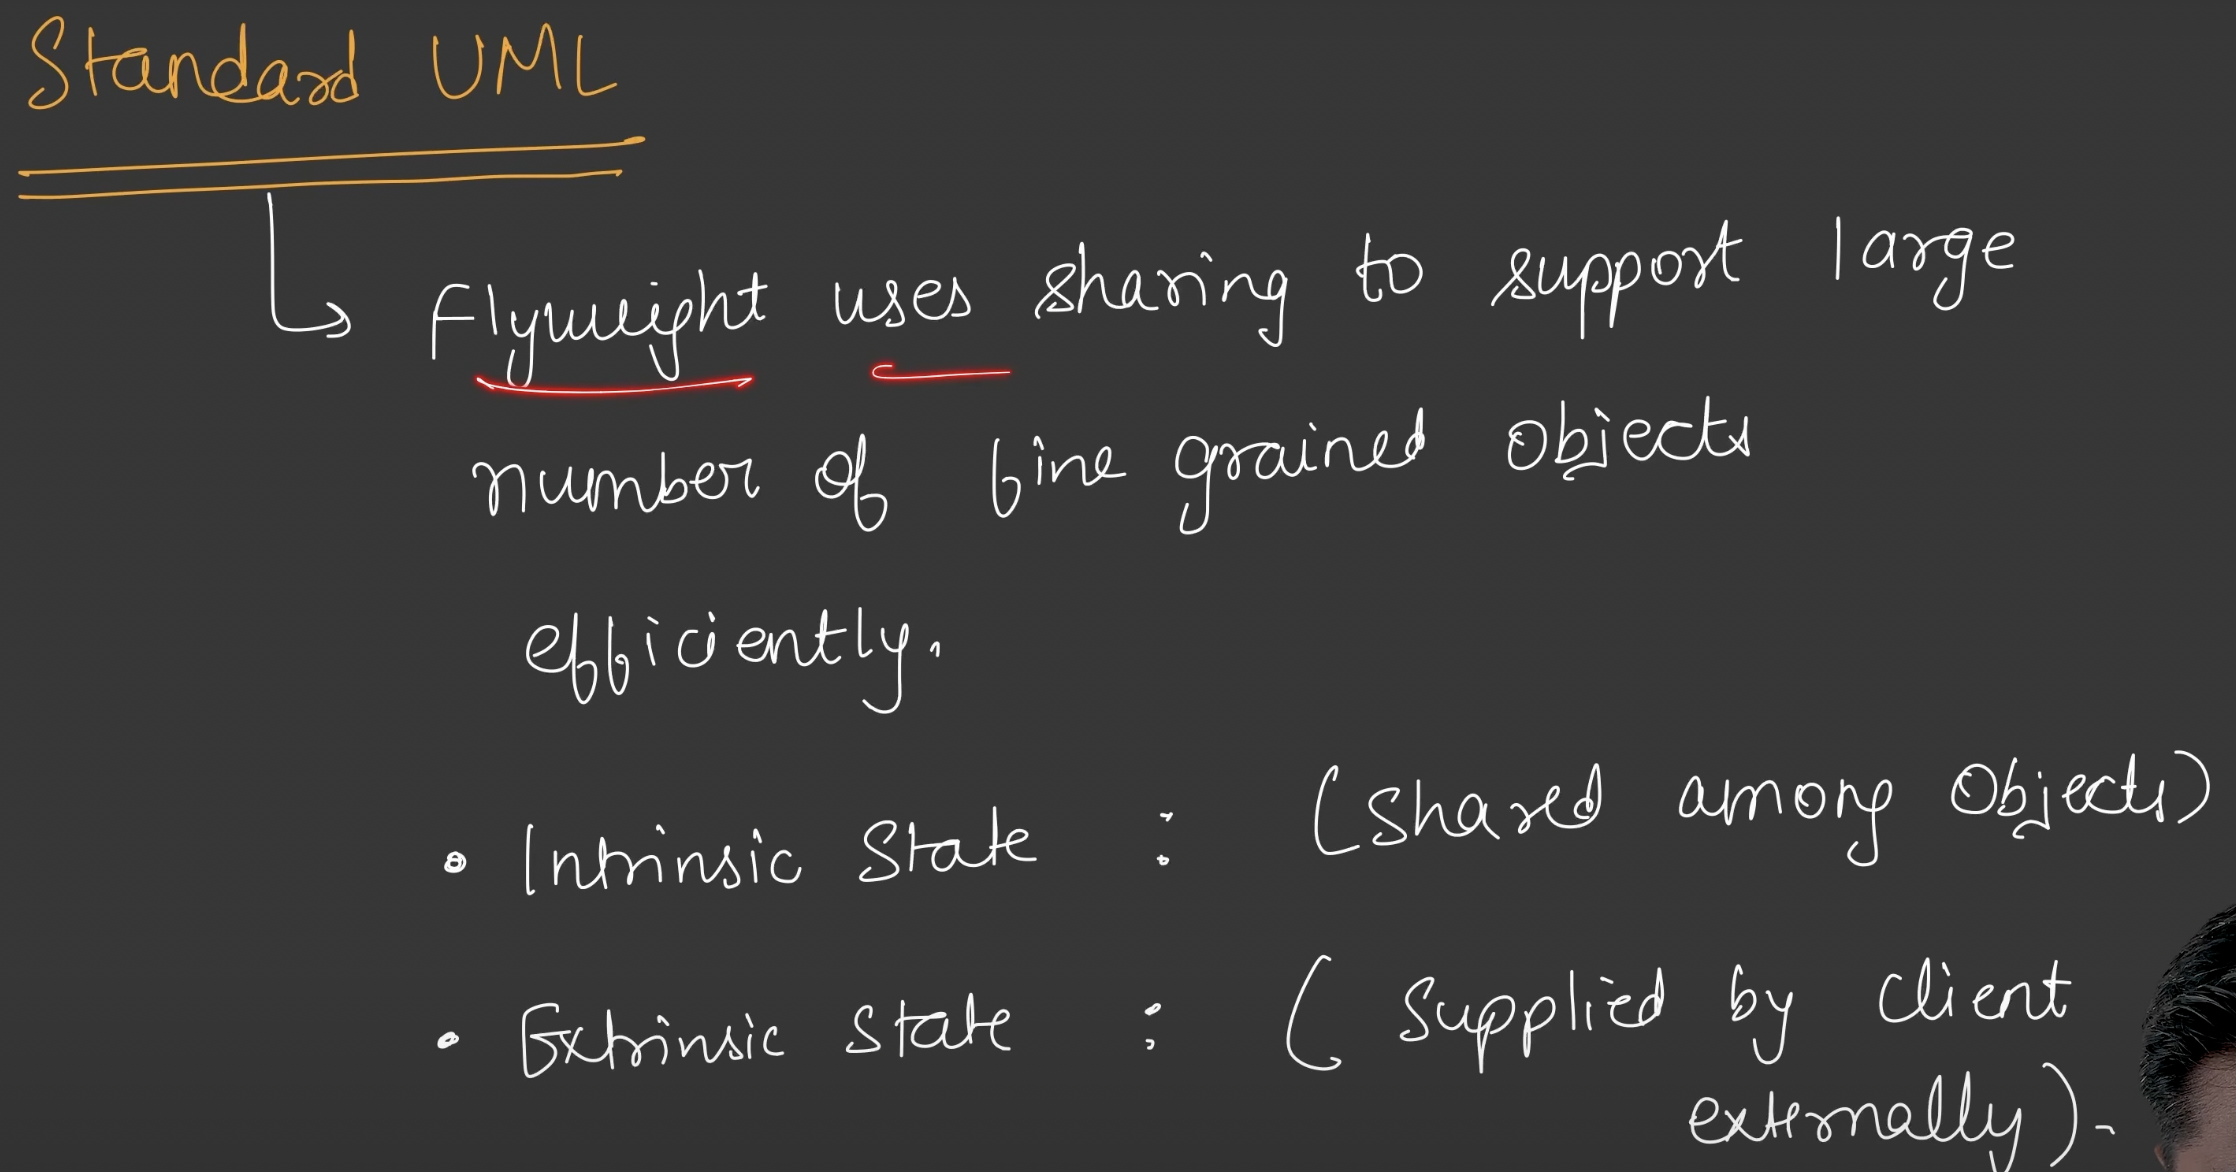 Standard UML
Flyweight uses sharing to support large
number of fine grained objects
efficiently.
• Intrinsic State : (shared among Objects)
• Extrinsic State : ( Supplied by client
externally).